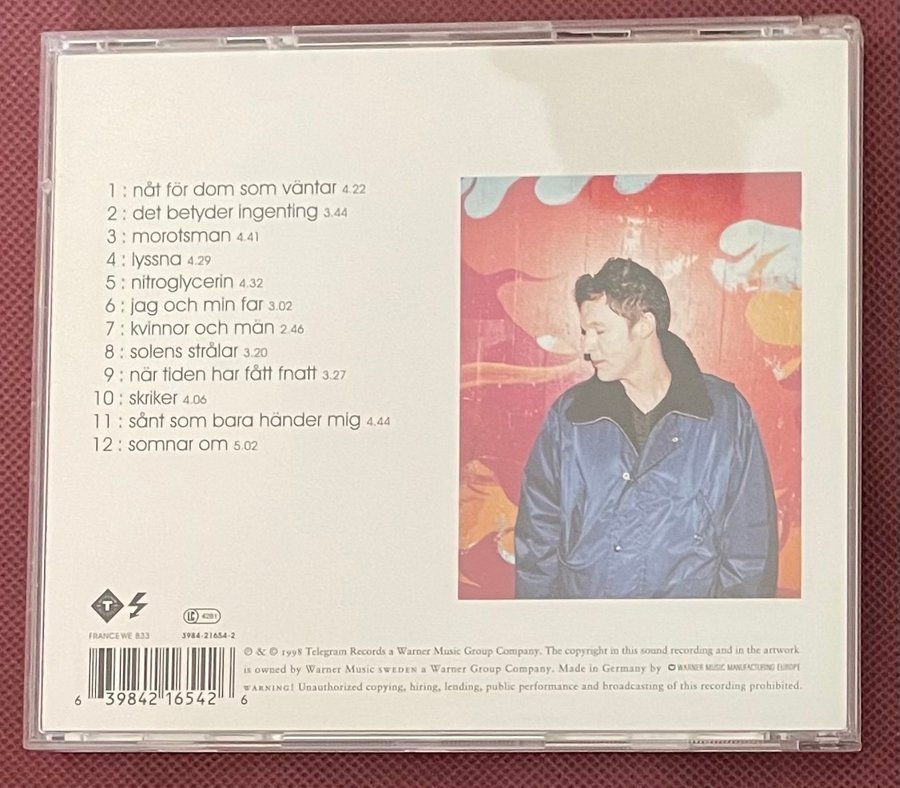 1 : nåt för dom som väntar 4.22
2 : det betyder ingenting 3.44
3 : morotsman 4.41
4 : lyssna 4.29
5 : nitroglycerin 4.32
6 : jag och min far 3.02
7 : kvinnor och män 2.46
8 : solens strålar 3.20
9 : när tiden har fått fnatt 3.27
10 : skriker 4.06
11 : sånt som bara händer mig 4.44
12 : somnar om 5.02
T
LC 4281
FRANCE WE 833 3984-21654-2
6 39842 16542 6
℗ & © 1998 Telegram Records a Warner Music Group Company. The copyright in this sound recording and in the artwork
is owned by Warner Music SWEDEN a Warner Group Company. Made in Germany by WARNER MUSIC MANUFACTURING EUROPE
WARNING! Unauthorized copying, hiring, lending, public performance and broadcasting of this recording prohibited.